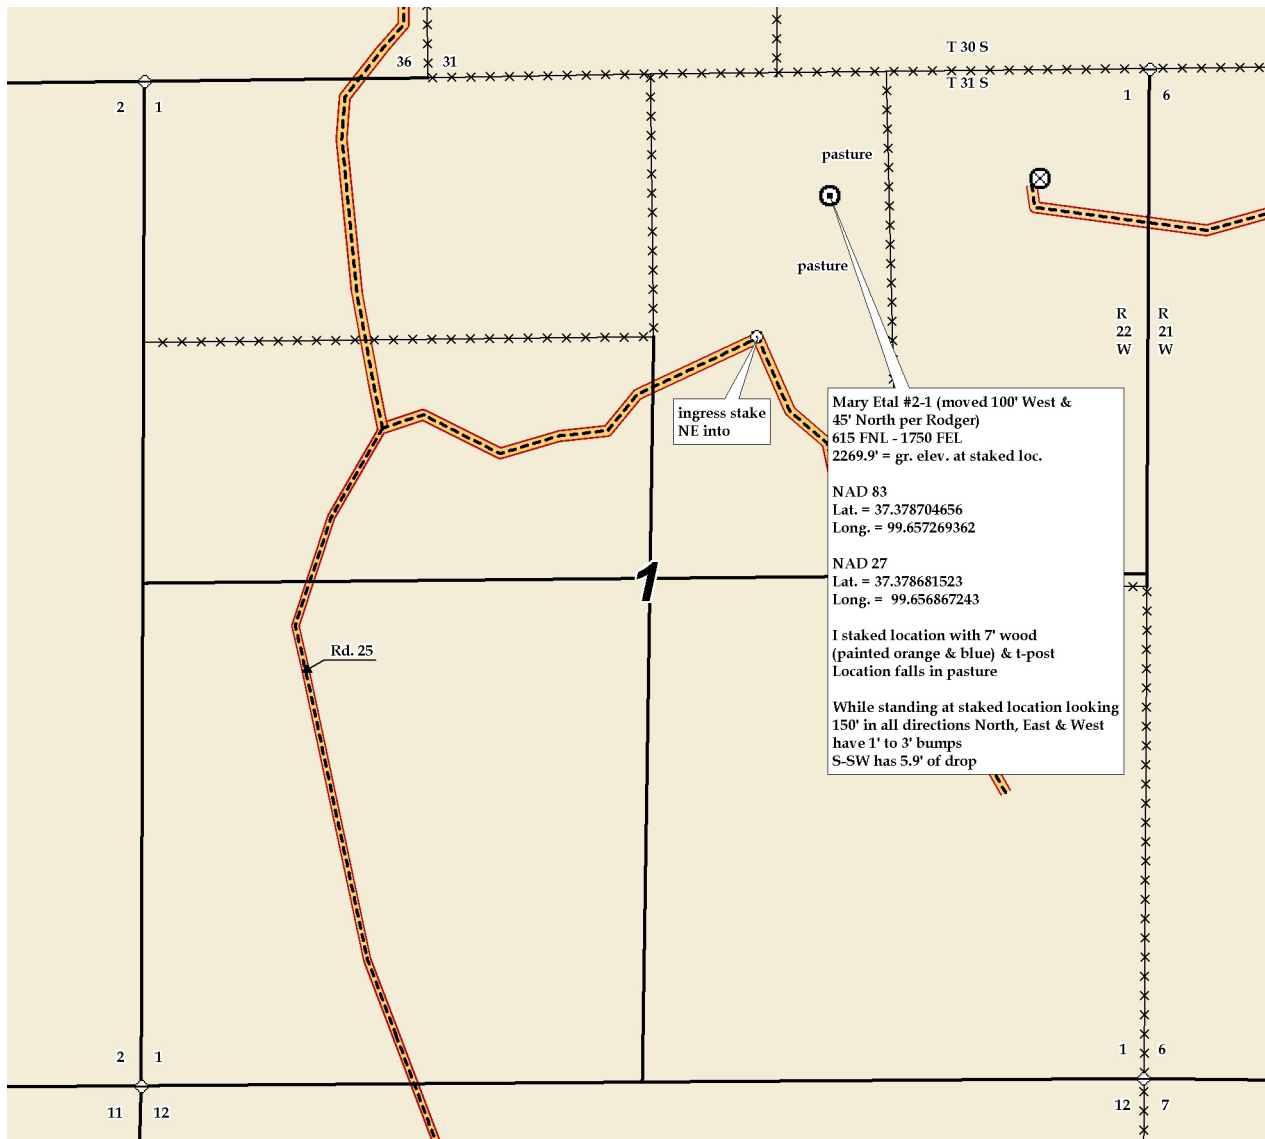 T 30 S
36 31
T 31 S
2 1
1 6
pasture
pasture
R R
22 21
W W
Mary Etal #2-1 (moved 100' West &
45' North per Rodger)
615 FNL - 1750 FEL
2269.9' = gr. elev. at staked loc.
ingress stake
NE into
NAD 83
Lat. = 37.378704656
Long. = 99.657269362
NAD 27
Lat. = 37.378681523
Long. =  99.656867243
1
I staked location with 7' wood
(painted orange & blue) & t-post
Location falls in pasture
Rd. 25
While standing at staked location looking
150' in all directions North, East & West
have 1' to 3' bumps
S-SW has 5.9' of drop
2 1
1 6
11 12
12 7